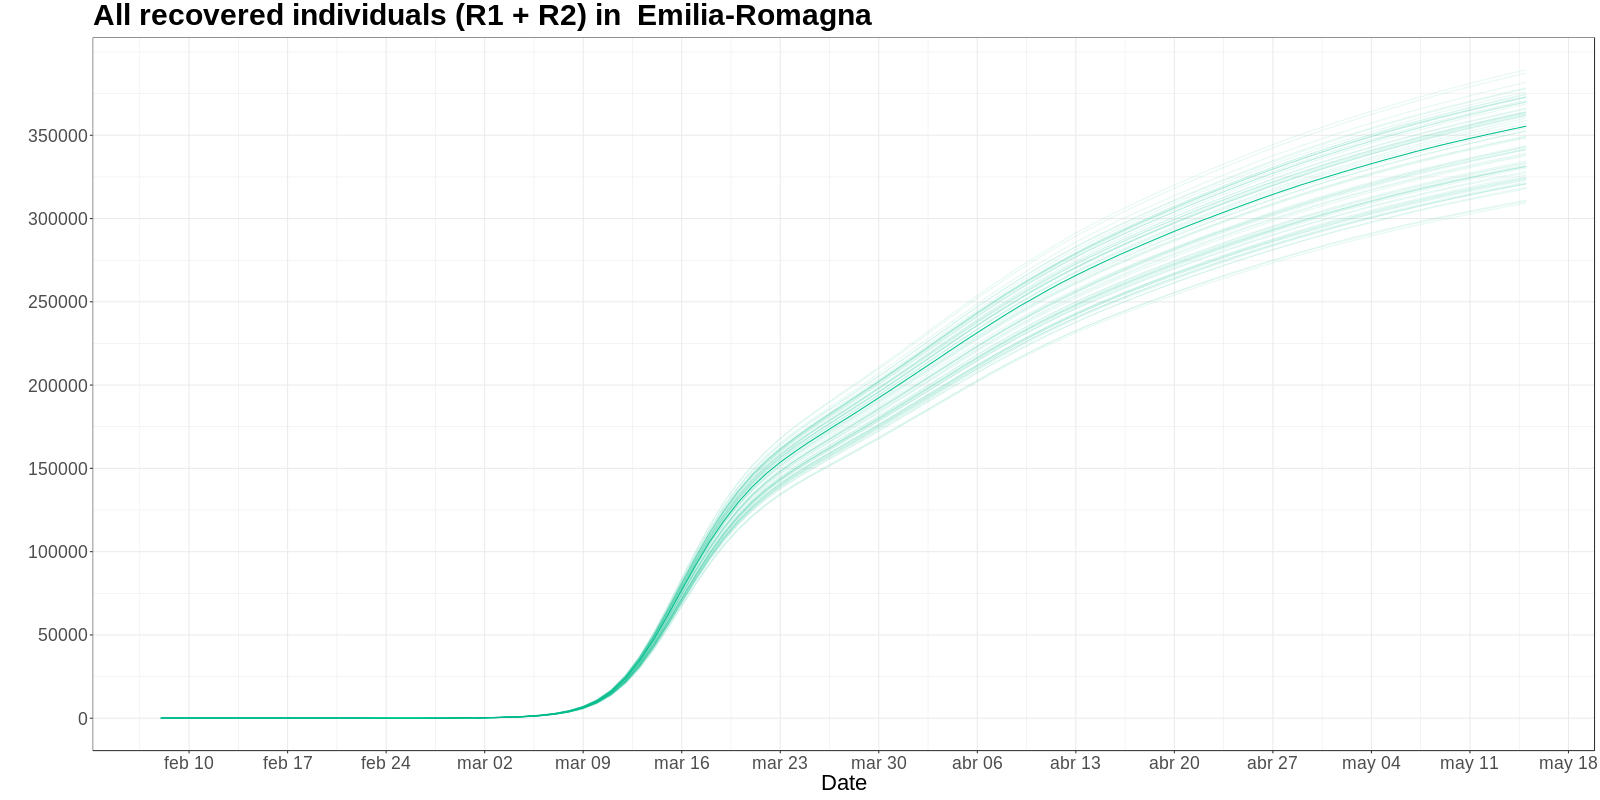 All recovered individuals (R1 + R2) in  Emilia-Romagna
350000
300000
250000
200000
150000
100000
50000
0
feb 10 feb 17 feb 24 mar 02 mar 09 mar 16 mar 23 mar 30 abr 06 abr 13 abr 20 abr 27 may 04 may 11 may 18
Date